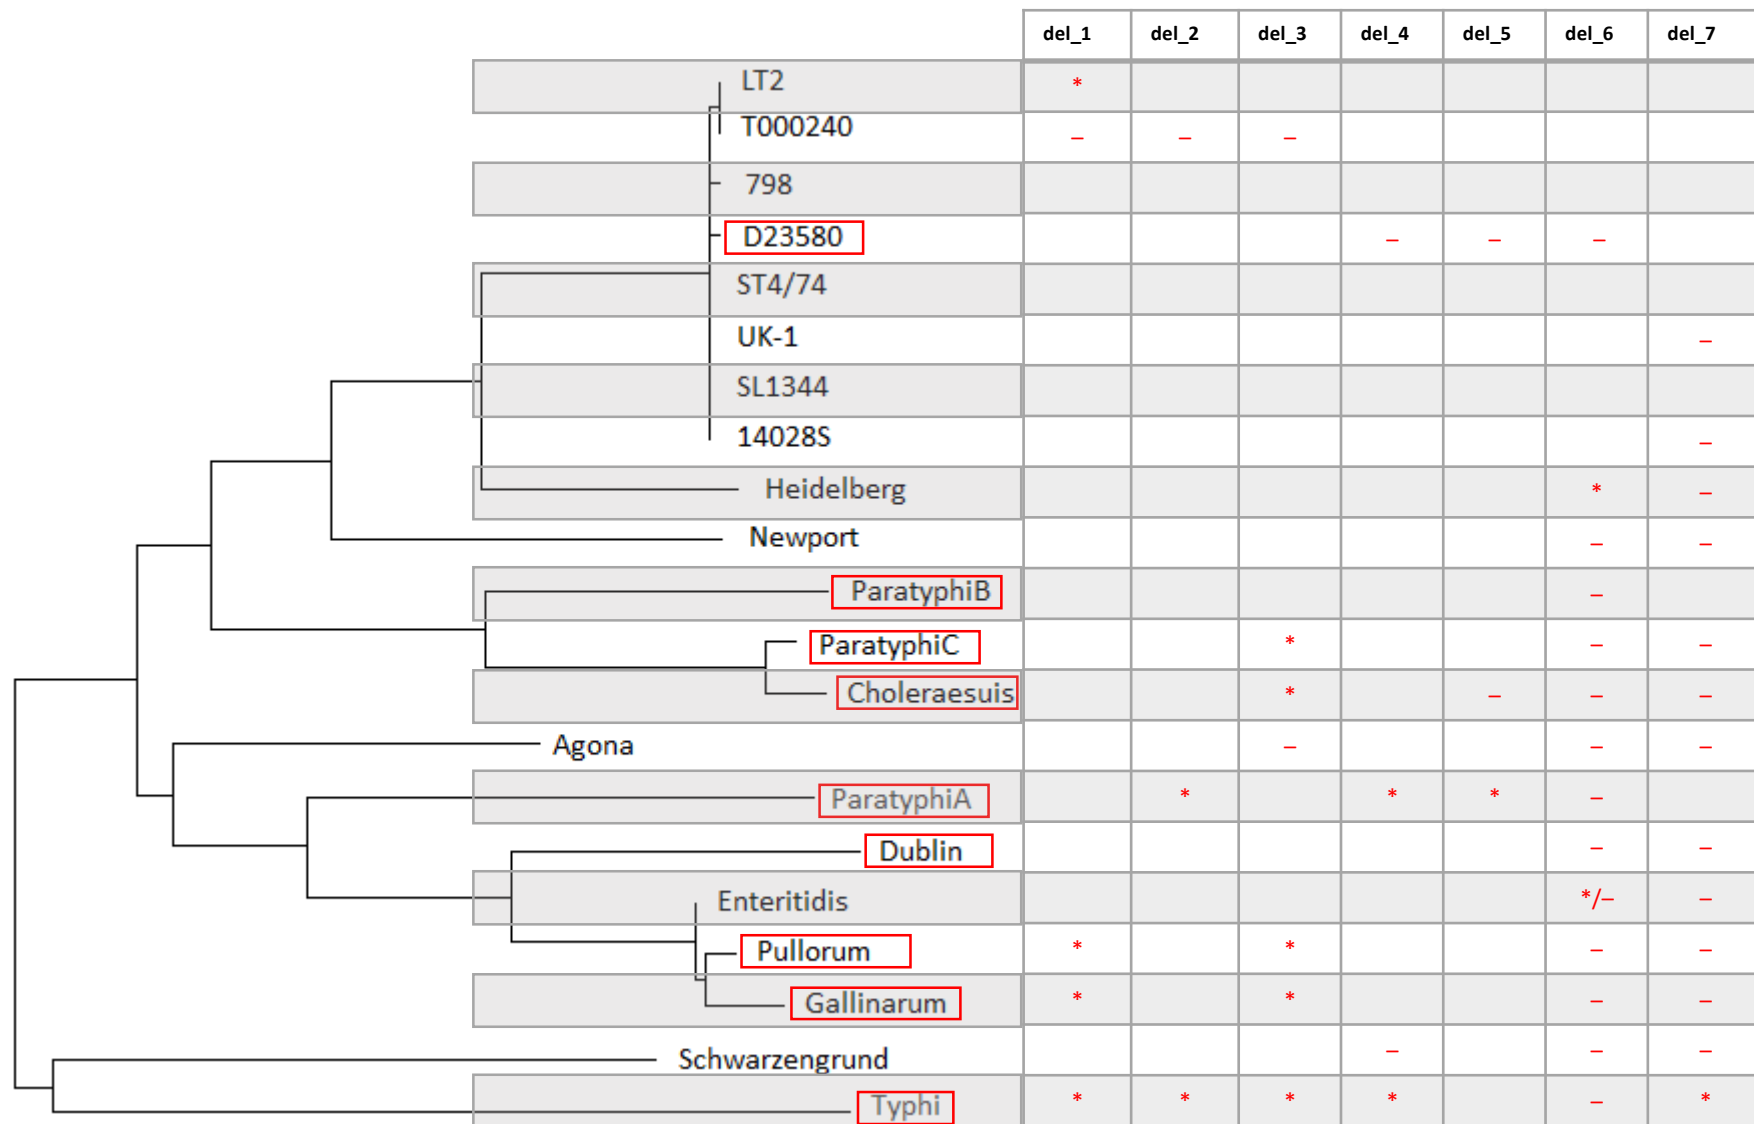 del_1 del_2 del_3 del_4 del_5 del_6 del_7
LT2 *
T000240 – – –
798
D23580 – – –
ST4/74
UK-1 –
SL1344
14028S –
Heidelberg * –
Newport – –
ParatyphiB –
ParatyphiC * – –
Choleraesuis * – – –
Agona – – –
ParatyphiA * * * –
Dublin – –
Enteritidis */– –
Pullorum * * – –
Gallinarum * * – –
Schwarzengrund – – –
Typhi * * * * – *